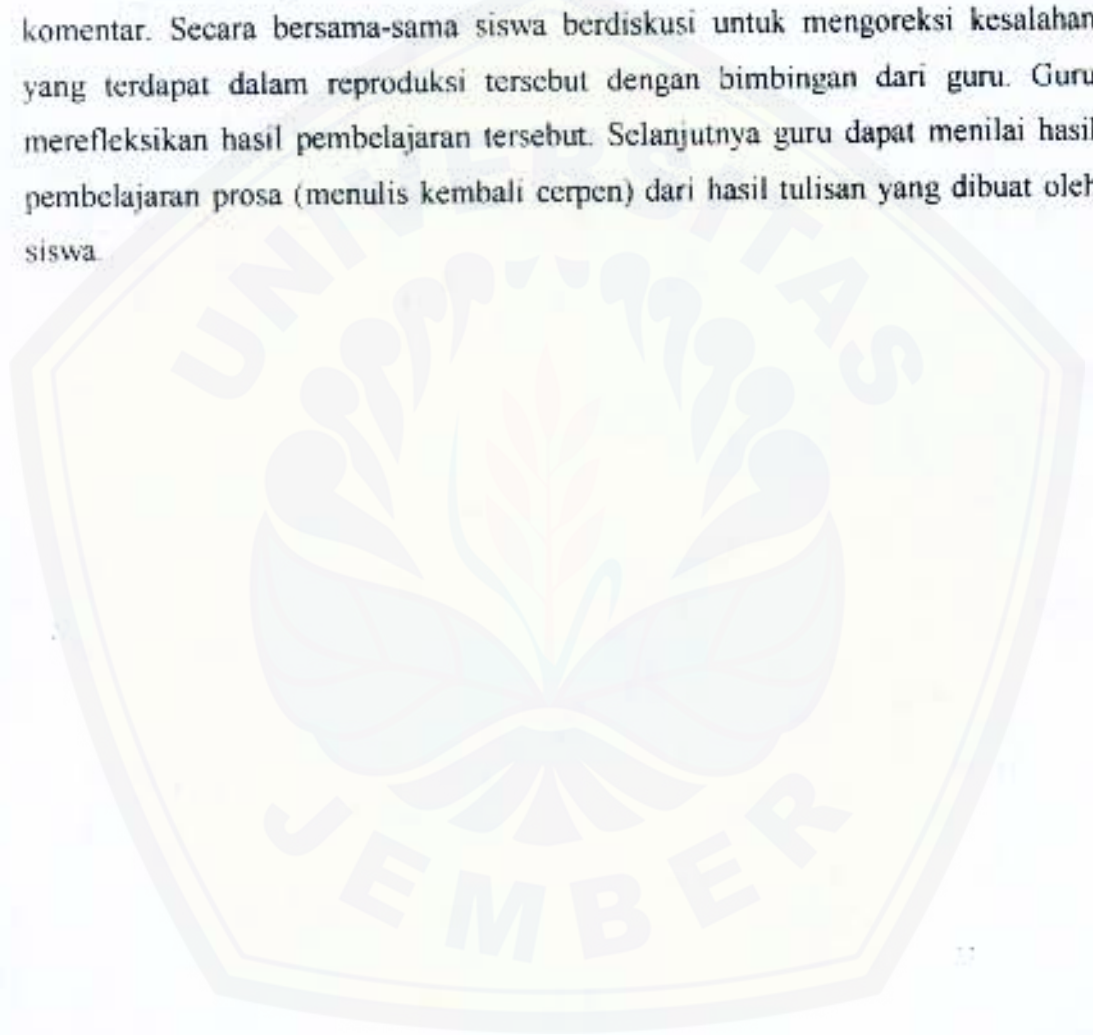 komentar. Secara bersama-sama siswa berdiskusi untuk mengoreksi kesalahan
yang terdapat dalam reproduksi tersebut dengan bimbingan dari guru. Guru
merefleksikan hasil pembelajaran tersebut. Selanjutnya guru dapat menilai hasil
pembelajaran prosa (menulis kembali cerpen) dari hasil tulisan yang dibuat oleh
siswa.
UNIVERSITAS
JEMBER